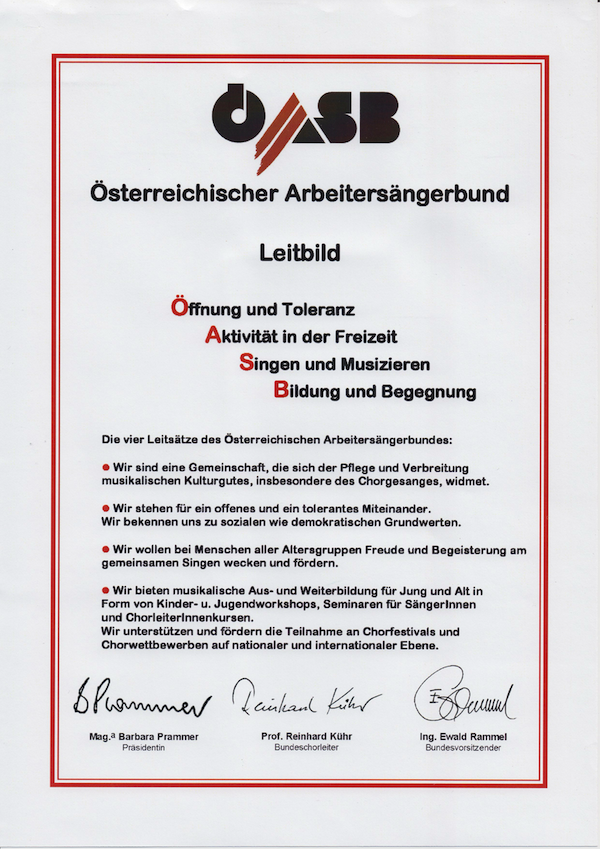 ÖASB
Österreichischer Arbeitersängerbund
Leitbild
Öffnung und Toleranz
Aktivität in der Freizeit
Singen und Musizieren
Bildung und Begegnung
Die vier Leitsätze des Österreichischen Arbeitersängerbundes:
● Wir sind eine Gemeinschaft, die sich der Pflege und Verbreitung
musikalischen Kulturgutes, insbesondere des Chorgesanges, widmet.
● Wir stehen für ein offenes und ein tolerantes Miteinander.
Wir bekennen uns zu sozialen wie demokratischen Grundwerten.
● Wir wollen bei Menschen aller Altersgruppen Freude und Begeisterung am
gemeinsamen Singen wecken und fördern.
● Wir bieten musikalische Aus- und Weiterbildung für Jung und Alt in
Form von Kinder- u. Jugendworkshops, Seminaren für SängerInnen
und ChorleiterInnenkursen.
Wir unterstützen und fördern die Teilnahme an Chorfestivals und
Chorwettbewerben auf nationaler und internationaler Ebene.
BPrammer Reinhard Kühr ERammel
Mag.ª Barbara Prammer Prof. Reinhard Kühr Ing. Ewald Rammel
Präsidentin Bundeschorleiter Bundesvorsitzender